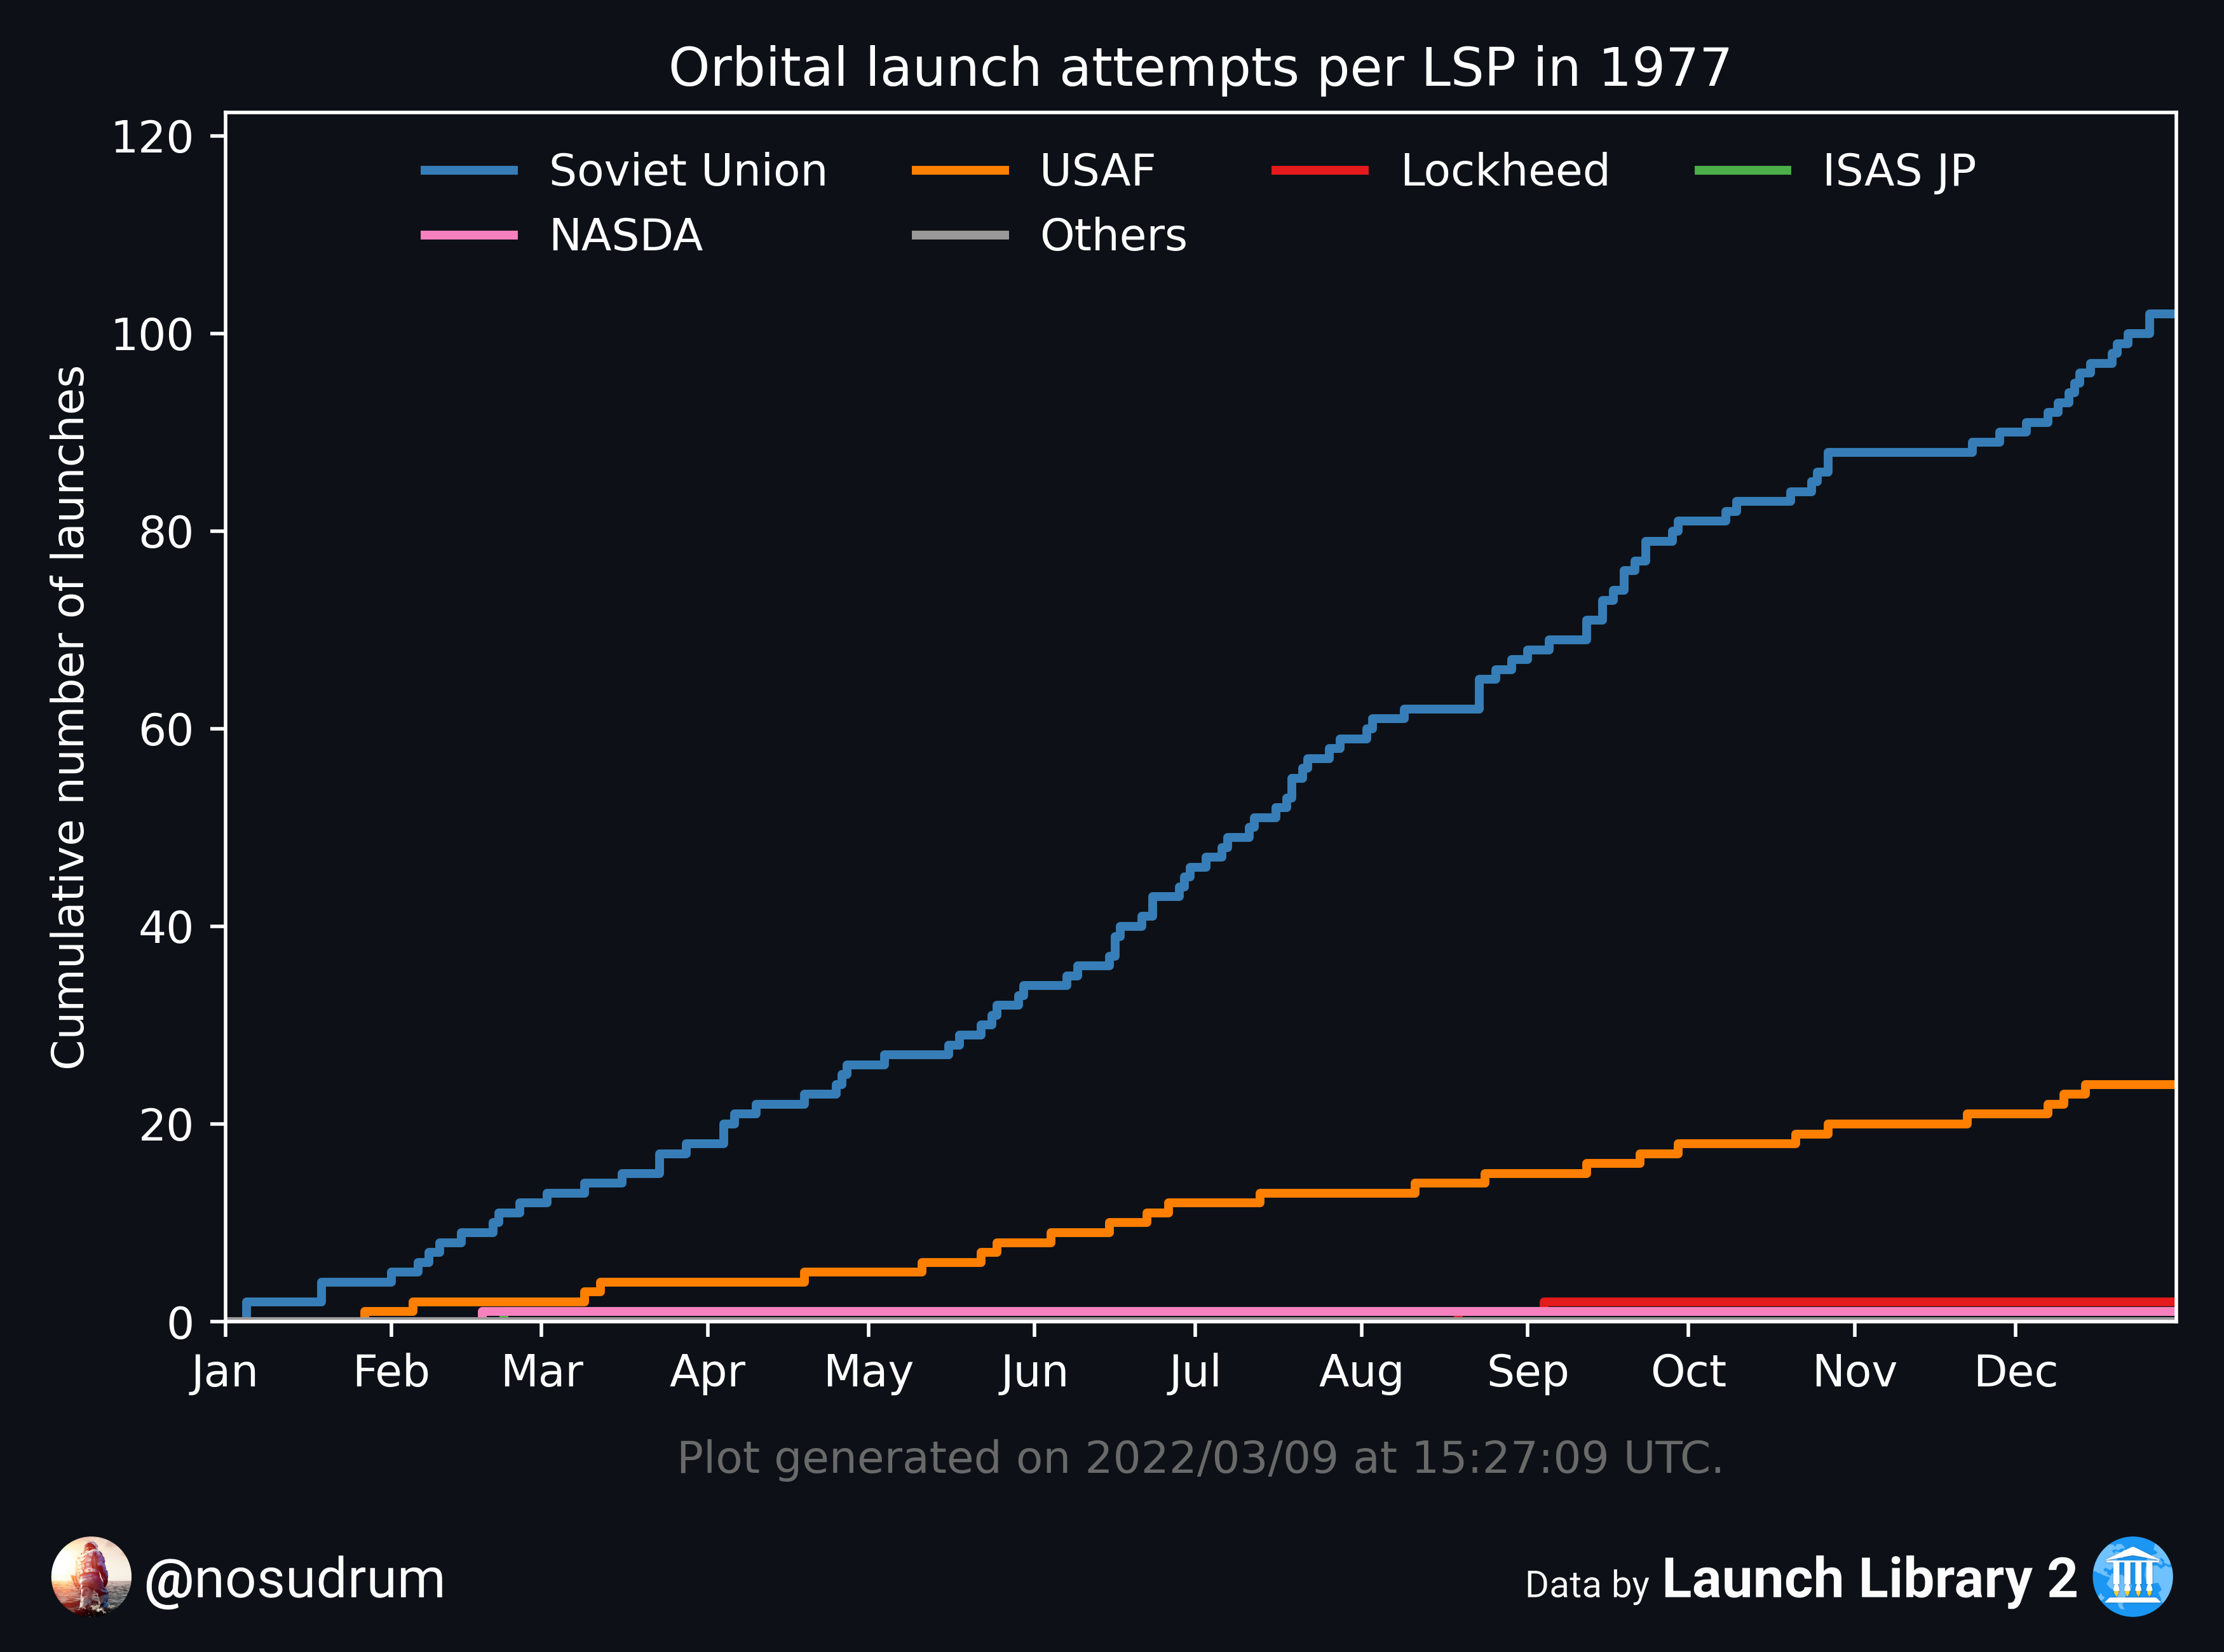 Orbital launch attempts per LSP in 1977
Soviet Union
USAF
Lockheed
ISAS JP
NASDA
Others
Cumulative number of launches
120
100
80
60
40
20
0
Jan Feb Mar Apr May Jun Jul Aug Sep Oct Nov Dec
Plot generated on 2022/03/09 at 15:27:09 UTC.
@nosudrum
Data by Launch Library 2